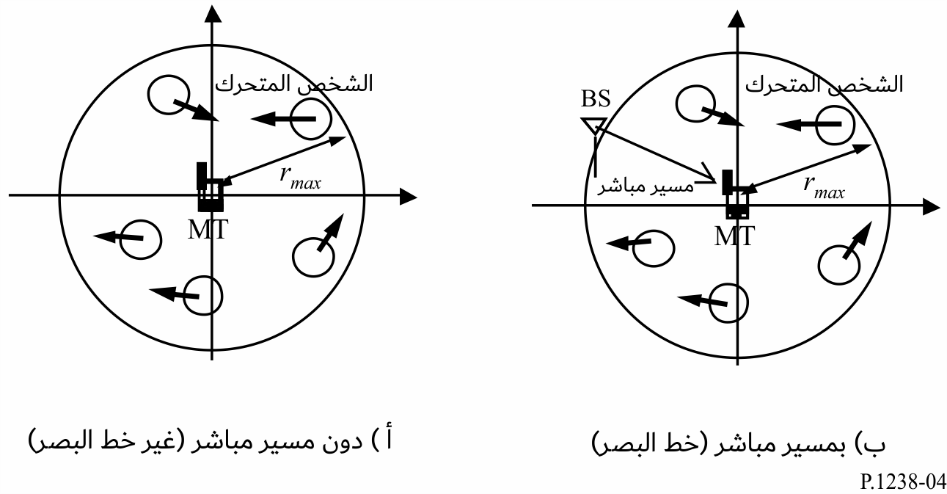 الشخص المتحرك
r_max
MT
أ ) دون مسير مباشر (غير خط البصر)
الشخص المتحرك
BS
مسير مباشر
r_max
MT
ب) بمسير مباشر (خط البصر)
P.1238-04